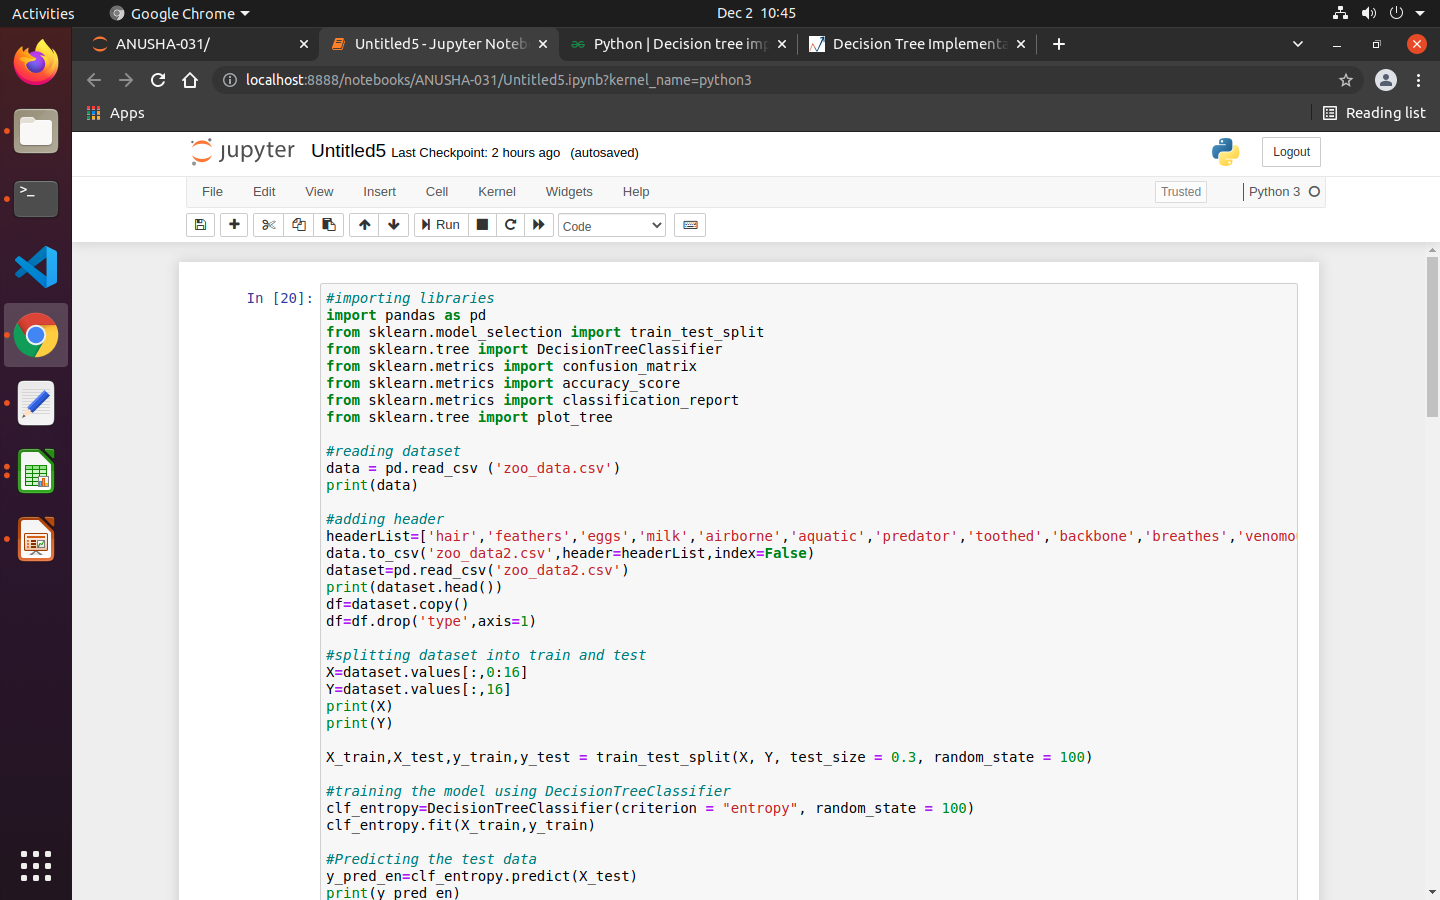 Activities
Google Chrome
Dec 2 10:45
ANUSHA-031/
Untitled5 - Jupyter Noteb
Python | Decision tree im
Decision Tree Implementa
localhost:8888/notebooks/ANUSHA-031/Untitled5.ipynb?kernel_name=python3
Apps
Reading list
jupyter
Untitled5 Last Checkpoint: 2 hours ago (autosaved)
Logout
File Edit View Insert Cell Kernel Widgets Help
Trusted
Python 3
Run
Code
In [20]:
#importing libraries
import pandas as pd
from sklearn.model_selection import train_test_split
from sklearn.tree import DecisionTreeClassifier
from sklearn.metrics import confusion_matrix
from sklearn.metrics import accuracy_score
from sklearn.metrics import classification_report
from sklearn.tree import plot_tree
#reading dataset
data = pd.read_csv ('zoo_data.csv')
print(data)
#adding header
headerList=['hair','feathers','eggs','milk','airborne','aquatic','predator','toothed','backbone','breathes','venomou
data.to_csv('zoo_data2.csv',header=headerList,index=False)
dataset=pd.read_csv('zoo_data2.csv')
print(dataset.head())
df=dataset.copy()
df=df.drop('type',axis=1)
#splitting dataset into train and test
X=dataset.values[:,0:16]
Y=dataset.values[:,16]
print(X)
print(Y)
X_train,X_test,y_train,y_test = train_test_split(X, Y, test_size = 0.3, random_state = 100)
#training the model using DecisionTreeClassifier
clf_entropy=DecisionTreeClassifier(criterion = "entropy", random_state = 100)
clf_entropy.fit(X_train,y_train)
#Predicting the test data
y_pred_en=clf_entropy.predict(X_test)
print(y_pred_en)